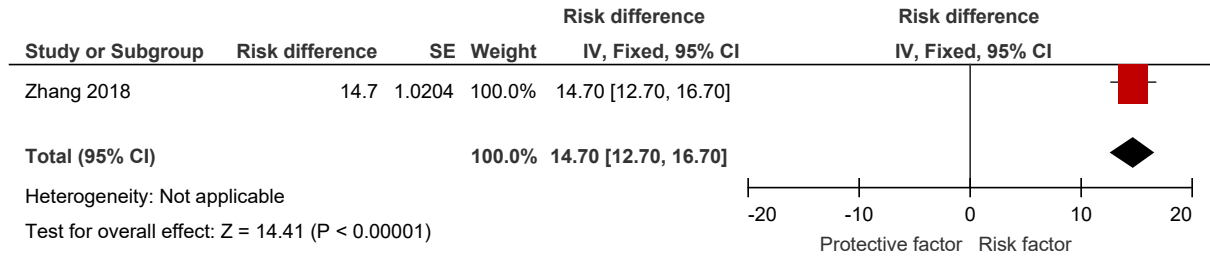 Risk difference Risk difference
Study or Subgroup Risk difference SE Weight IV, Fixed, 95% CI IV, Fixed, 95% CI
Zhang 2018 14.7 1.0204 100.0% 14.70 [12.70, 16.70]
Total (95% CI) 100.0% 14.70 [12.70, 16.70]
Heterogeneity: Not applicable
Test for overall effect: Z = 14.41 (P < 0.00001)
-20 -10 0 10 20
Protective factor Risk factor